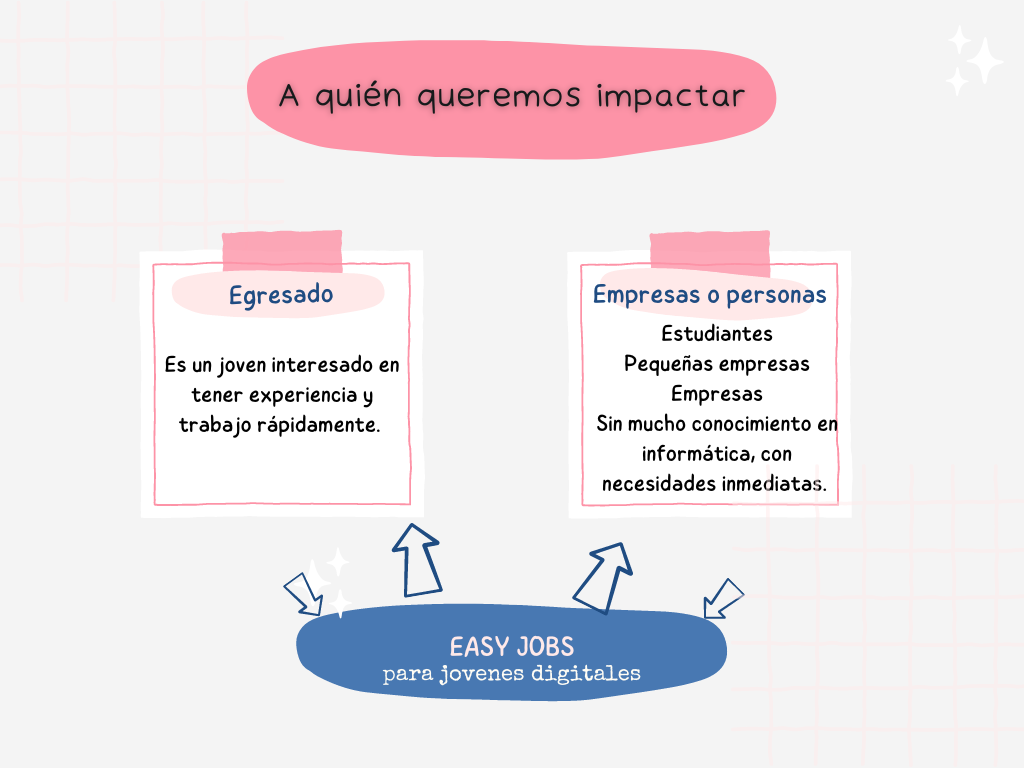 A quién queremos impactar
Egresado
Es un joven interesado en
tener experiencia y
trabajo rápidamente.
Empresas o personas
Estudiantes
Pequeñas empresas
Empresas
Sin mucho conocimiento en
informática, con
necesidades inmediatas.
EASY JOBS
para jovenes digitales